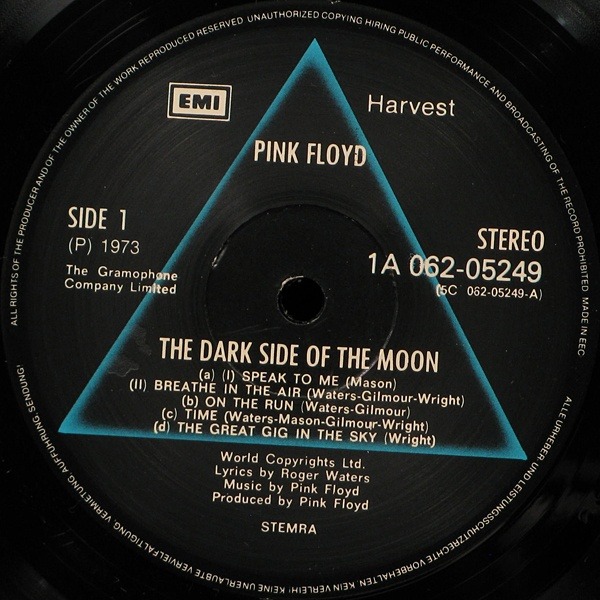 ALL RIGHTS OF THE PRODUCER AND OF THE OWNER OF THE WORK REPRODUCED RESERVED UNAUTHORIZED COPYING HIRING PUBLIC PERFORMANCE AND BROADCASTING OF THE RECORD PROHIBITED. MADE IN EEC
EMI
Harvest
PINK FLOYD
SIDE 1
(P) 1973
The Gramophone
Company Limited
STEREO
1A 062-05249
(5C 062-05249-A)
THE DARK SIDE OF THE MOON
(a) (I) SPEAK TO ME (Mason)
(II) BREATHE IN THE AIR (Waters-Gilmour-Wright)
(b) ON THE RUN (Waters-Gilmour)
(c) TIME (Waters-Mason-Gilmour-Wright)
(d) THE GREAT GIG IN THE SKY (Wright)
World Copyrights Ltd.
Lyrics by Roger Waters
Music by Pink Floyd
Produced by Pink Floyd
STEMRA
ALLE URHEBER UND LEISTUNGSSCHUTZRECHTE VORBEHALTEN KEIN VERLEIH! KEINE UNERLAUBTE VERVIELFÄLTIGUNG, VERMIETUNG, AUFFÜHRUNG, SENDUNG!